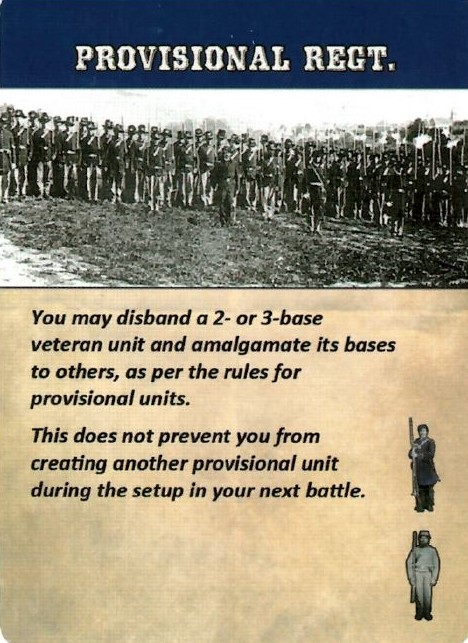 PROVISIONAL REGT.
You may disband a 2- or 3-base
veteran unit and amalgamate its bases
to others, as per the rules for
provisional units.
This does not prevent you from
creating another provisional unit
during the setup in your next battle.